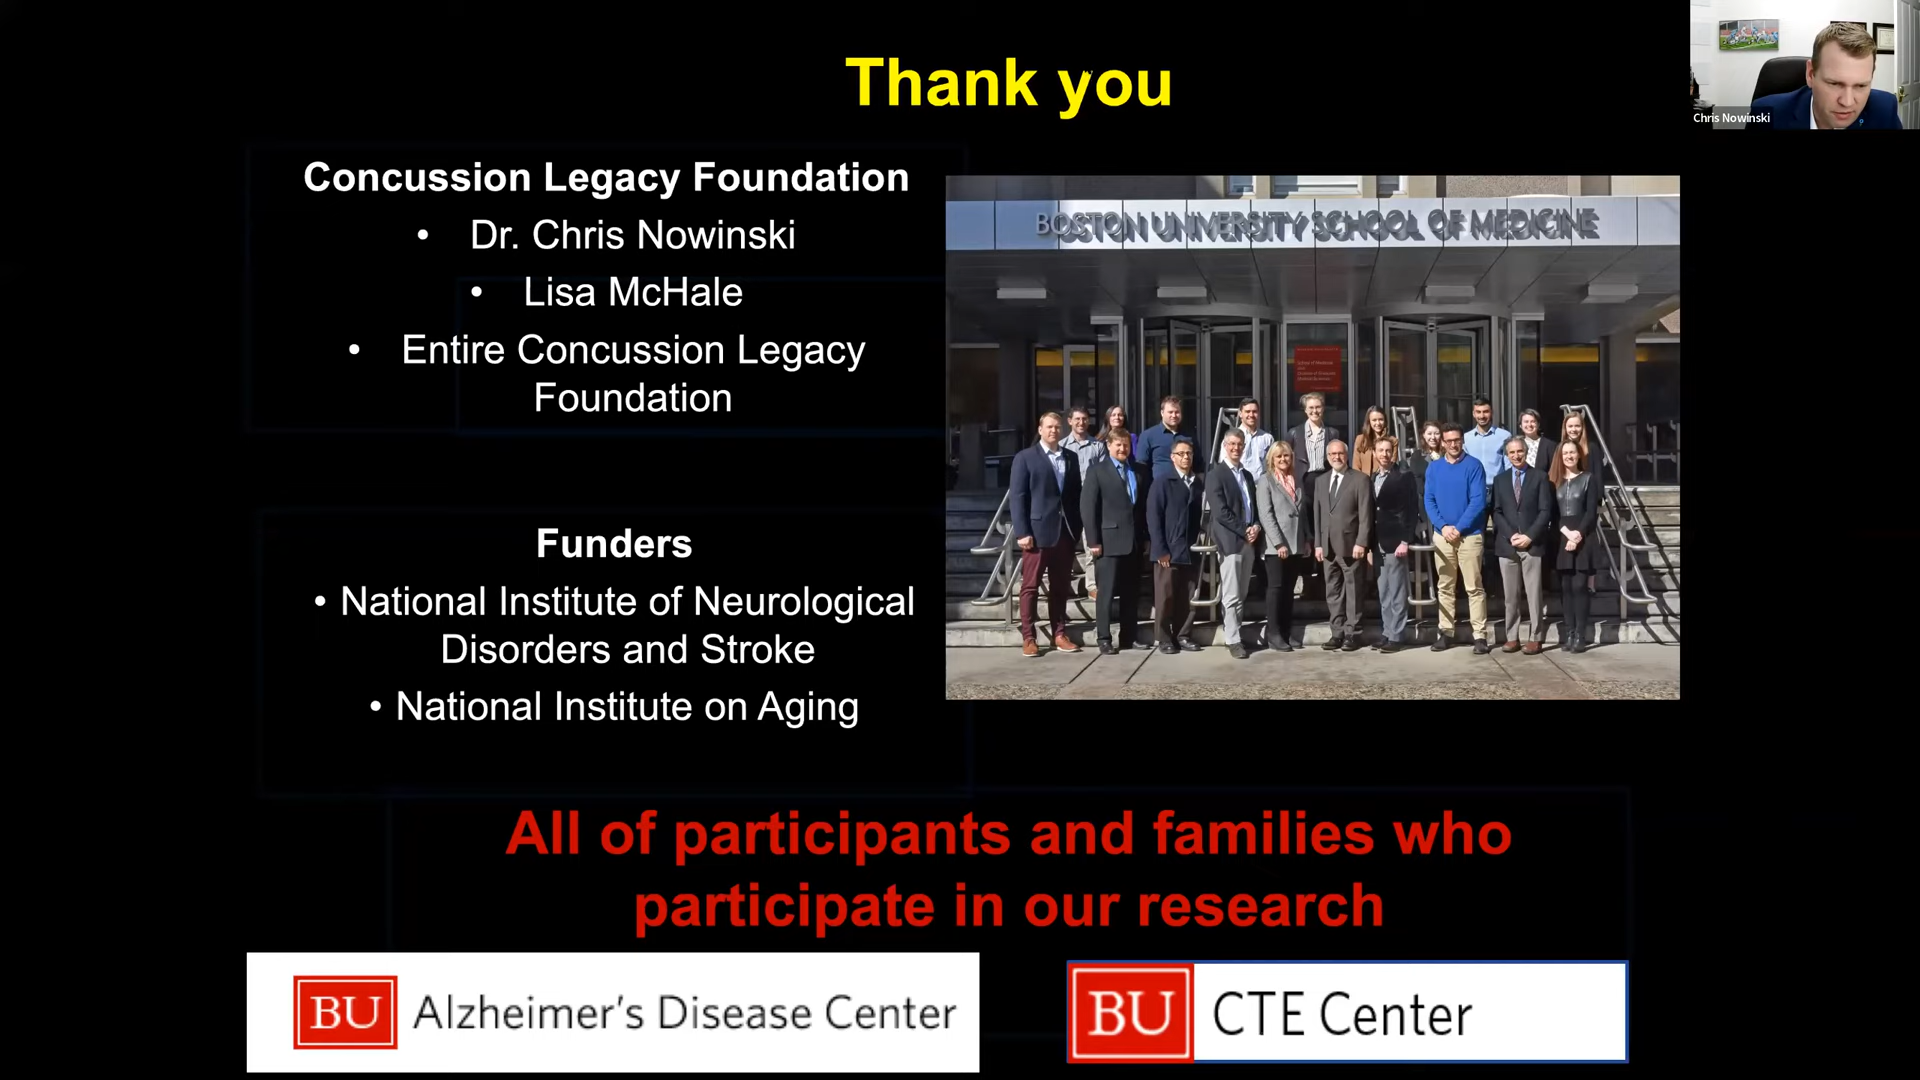 Thank you
Chris Nowinski
Concussion Legacy Foundation
• Dr. Chris Nowinski
• Lisa McHale
• Entire Concussion Legacy
Foundation
BOSTON UNIVERSITY SCHOOL OF MEDICINE
Funders
• National Institute of Neurological
Disorders and Stroke
• National Institute on Aging
All of participants and families who
participate in our research
BU Alzheimer's Disease Center
BU CTE Center